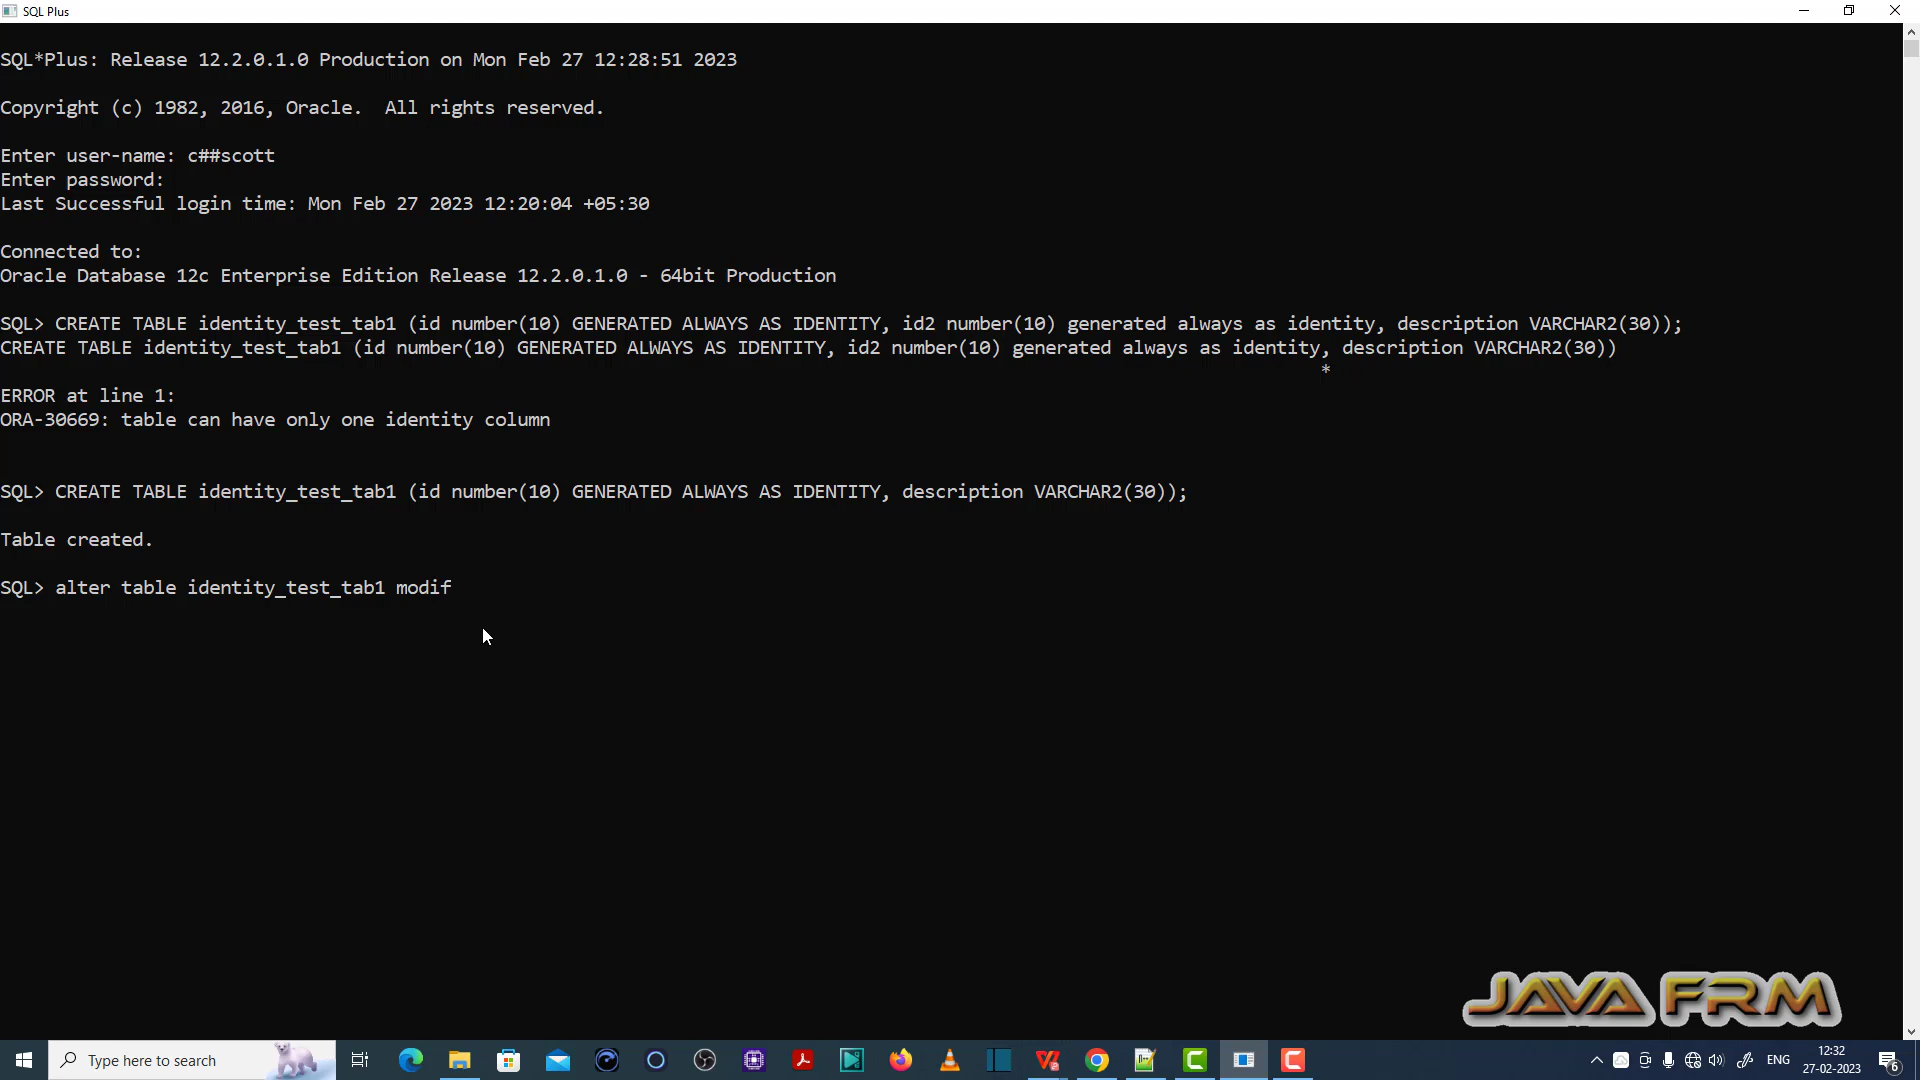 SQL Plus
SQL*Plus: Release 12.2.0.1.0 Production on Mon Feb 27 12:28:51 2023
Copyright (c) 1982, 2016, Oracle.  All rights reserved.
Enter user-name: c##scott
Enter password:
Last Successful login time: Mon Feb 27 2023 12:20:04 +05:30
Connected to:
Oracle Database 12c Enterprise Edition Release 12.2.0.1.0 - 64bit Production
SQL> CREATE TABLE identity_test_tab1 (id number(10) GENERATED ALWAYS AS IDENTITY, id2 number(10) generated always as identity, description VARCHAR2(30));
CREATE TABLE identity_test_tab1 (id number(10) GENERATED ALWAYS AS IDENTITY, id2 number(10) generated always as identity, description VARCHAR2(30))
*
ERROR at line 1:
ORA-30669: table can have only one identity column
SQL> CREATE TABLE identity_test_tab1 (id number(10) GENERATED ALWAYS AS IDENTITY, description VARCHAR2(30));
Table created.
SQL> alter table identity_test_tab1 modif
JAVA FRM
Type here to search
ENG
12:32
27-02-2023
6